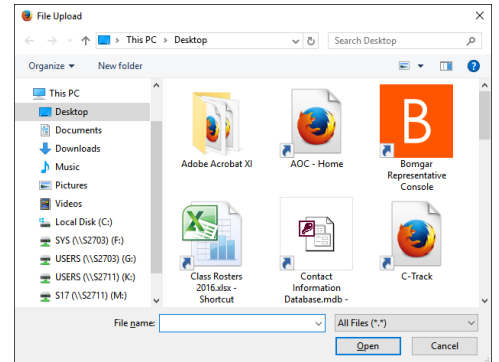 File Upload
This PC > Desktop
Search Desktop
Organize
New folder
This PC
Desktop
Documents
Downloads
Music
Pictures
Videos
Local Disk (C:)
SYS (\\S2703) (F:)
USERS (\\S2703) (G:)
USERS (\\S2711) (K:)
S17 (\\S2711) (M:)
Adobe Acrobat XI
AOC - Home
B
Bomgar
Representative
Console
Class Rosters
2016.xlsx -
Shortcut
Contact
Information
Database.mdb -
C-Track
File name:
All Files (*.*)
Open
Cancel